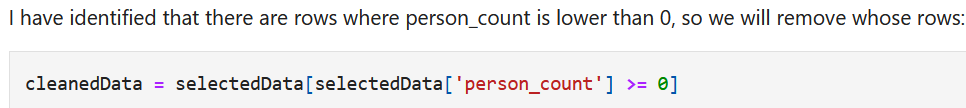 I have identified that there are rows where person_count is lower than 0, so we will remove whose rows:
cleanedData = selectedData[selectedData['person_count'] >= 0]